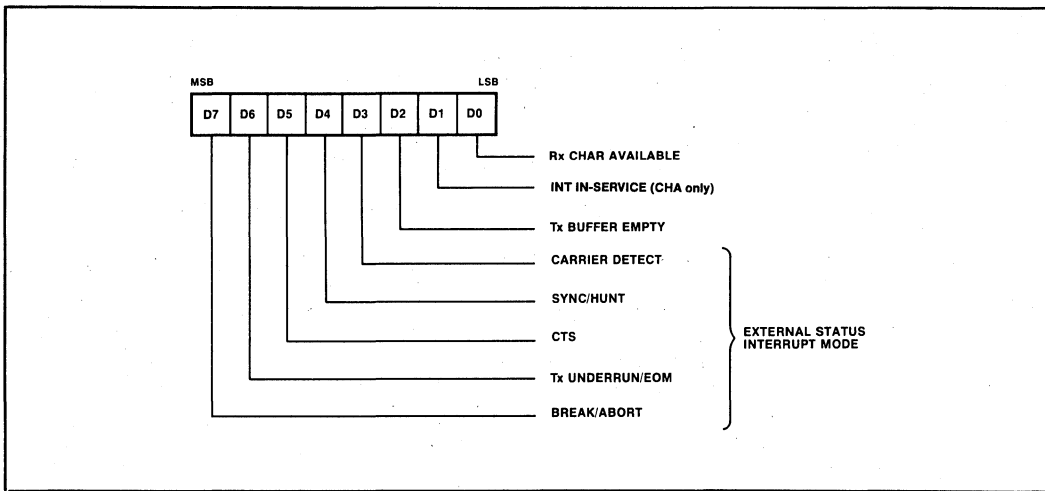 MSB LSB
D7 D6 D5 D4 D3 D2 D1 D0
Rx CHAR AVAILABLE
INT IN-SERVICE (CHA only)
Tx BUFFER EMPTY
CARRIER DETECT
SYNC/HUNT
CTS
Tx UNDERRUN/EOM
BREAK/ABORT
EXTERNAL STATUS
INTERRUPT MODE